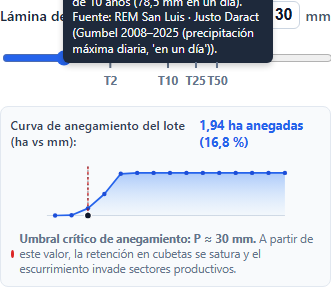 de 10 años (78,5 mm en un día).
Lámina de
30 mm
Fuente: REM San Luis · Justo Daract
(Gumbel 2008–2025 (precipitación
máxima diaria, 'en un día')).
T2 T10 T25 T50
Curva de anegamiento del lote
(ha vs mm):
1,94 ha anegadas
(16,8 %)
Umbral crítico de anegamiento: P ≈ 30 mm. A partir de
este valor, la retención en cubetas se satura y el
escurrimiento invade sectores productivos.